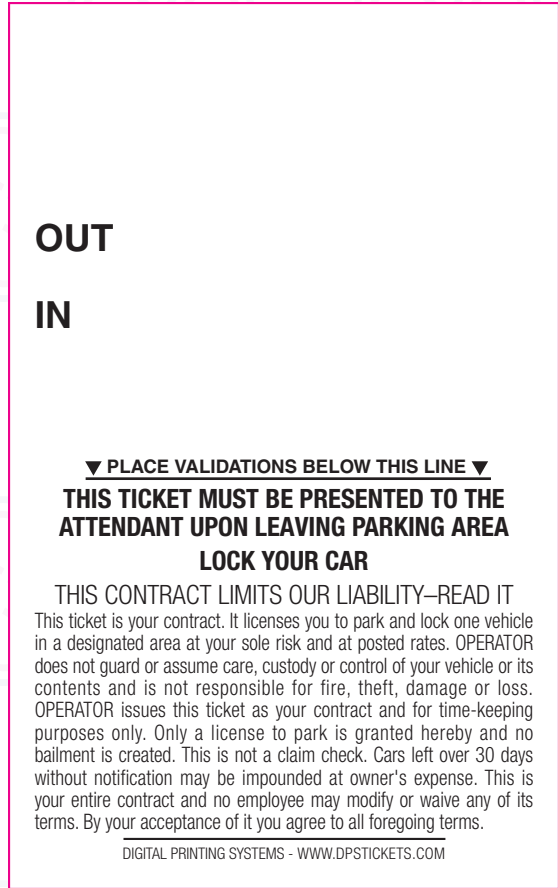 OUT
IN
▼ PLACE VALIDATIONS BELOW THIS LINE ▼
THIS TICKET MUST BE PRESENTED TO THE
ATTENDANT UPON LEAVING PARKING AREA
LOCK YOUR CAR
THIS CONTRACT LIMITS OUR LIABILITY–READ IT
This ticket is your contract. It licenses you to park and lock one vehicle
in a designated area at your sole risk and at posted rates. OPERATOR
does not guard or assume care, custody or control of your vehicle or its
contents and is not responsible for fire, theft, damage or loss.
OPERATOR issues this ticket as your contract and for time-keeping
purposes only. Only a license to park is granted hereby and no
bailment is created. This is not a claim check. Cars left over 30 days
without notification may be impounded at owner's expense. This is
your entire contract and no employee may modify or waive any of its
terms. By your acceptance of it you agree to all foregoing terms.
DIGITAL PRINTING SYSTEMS - WWW.DPSTICKETS.COM